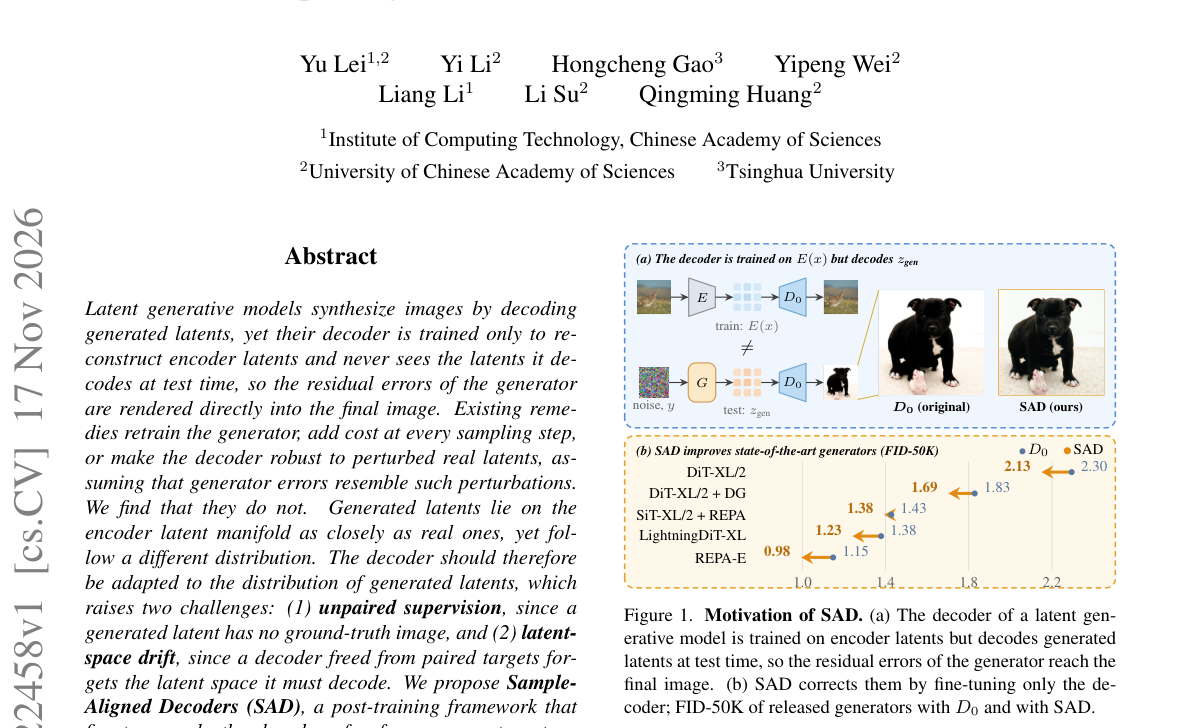 Yu Lei1,2 Yi Li2 Hongcheng Gao3 Yipeng Wei2
Liang Li1 Li Su2 Qingming Huang2
1Institute of Computing Technology, Chinese Academy of Sciences
2University of Chinese Academy of Sciences 3Tsinghua University
22458v1 [cs.CV] 17 Nov 2026
Abstract
Latent generative models synthesize images by decoding
generated latents, yet their decoder is trained only to re-
construct encoder latents and never sees the latents it de-
codes at test time, so the residual errors of the generator
are rendered directly into the final image. Existing reme-
dies retrain the generator, add cost at every sampling step,
or make the decoder robust to perturbed real latents, as-
suming that generator errors resemble such perturbations.
We find that they do not. Generated latents lie on the
encoder latent manifold as closely as real ones, yet fol-
low a different distribution. The decoder should therefore
be adapted to the distribution of generated latents, which
raises two challenges: (1) unpaired supervision, since a
generated latent has no ground-truth image, and (2) latent-
space drift, since a decoder freed from paired targets for-
gets the latent space it must decode. We propose Sample-
Aligned Decoders (SAD), a post-training framework that
(a) The decoder is trained on E(x) but decodes zgen
E D0
train: E(x)
≠
G D0
noise, y
test: zgen
D0 (original) SAD (ours)
(b) SAD improves state-of-the-art generators (FID-50K) D0 SAD
DiT-XL/2 2.13 2.30
DiT-XL/2 + DG 1.69 1.83
SiT-XL/2 + REPA 1.38 1.43
LightningDiT-XL 1.23 1.38
REPA-E 0.98 1.15
1.0 1.4 1.8 2.2
Figure 1. Motivation of SAD. (a) The decoder of a latent gen-
erative model is trained on encoder latents but decodes generated
latents at test time, so the residual errors of the generator reach the
final image. (b) SAD corrects them by fine-tuning only the de-
coder; FID-50K of released generators with D0 and with SAD.